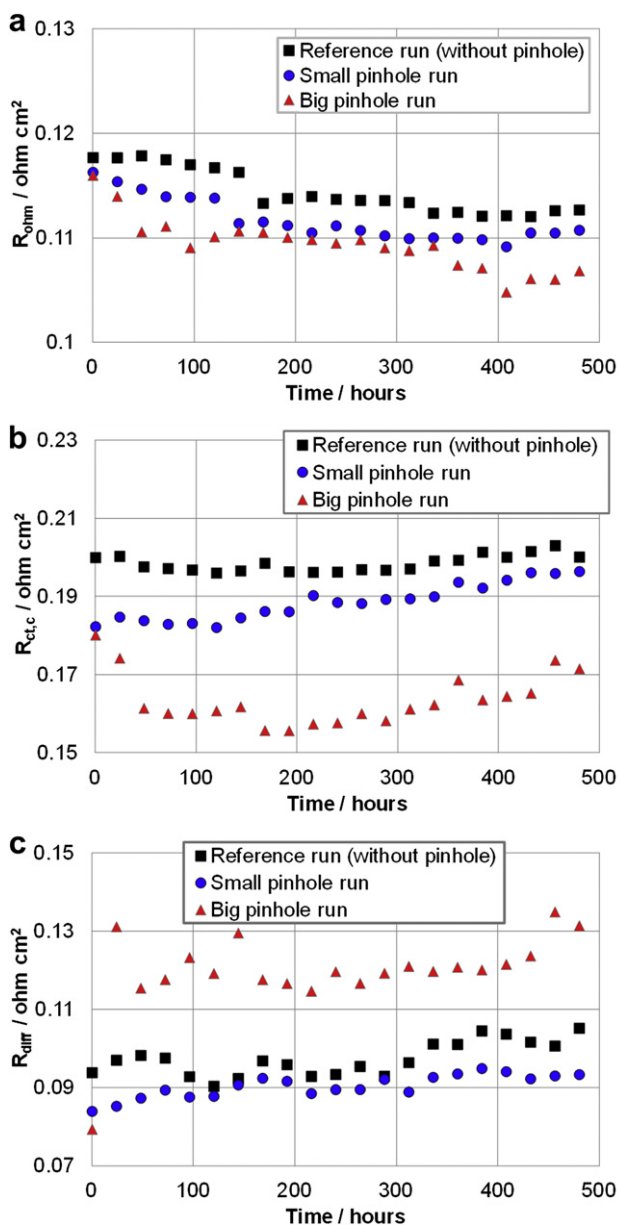 a
Reference run (without pinhole)
Small pinhole run
Big pinhole run
0.13
0.12
0.11
0.1
R_ohm / ohm cm²
0 100 200 300 400 500
Time / hours
b
Reference run (without pinhole)
Small pinhole run
Big pinhole run
0.23
0.21
0.19
0.17
0.15
R_ct,c / ohm cm²
0 100 200 300 400 500
Time / hours
c
Reference run (without pinhole)
Small pinhole run
Big pinhole run
0.15
0.13
0.11
0.09
0.07
R_diff / ohm cm²
0 100 200 300 400 500
Time / hours